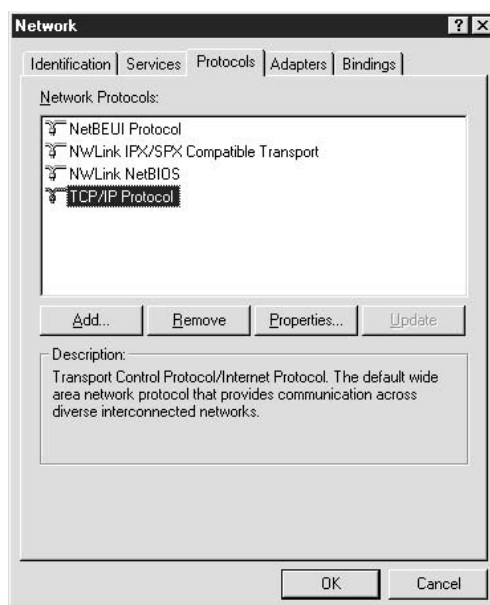 Network
Identification Services Protocols Adapters Bindings
Network Protocols:
NetBEUI Protocol
NWLink IPX/SPX Compatible Transport
NWLink NetBIOS
TCP/IP Protocol
Add... Remove Properties... Update
Description:
Transport Control Protocol/Internet Protocol. The default wide
area network protocol that provides communication across
diverse interconnected networks.
OK Cancel